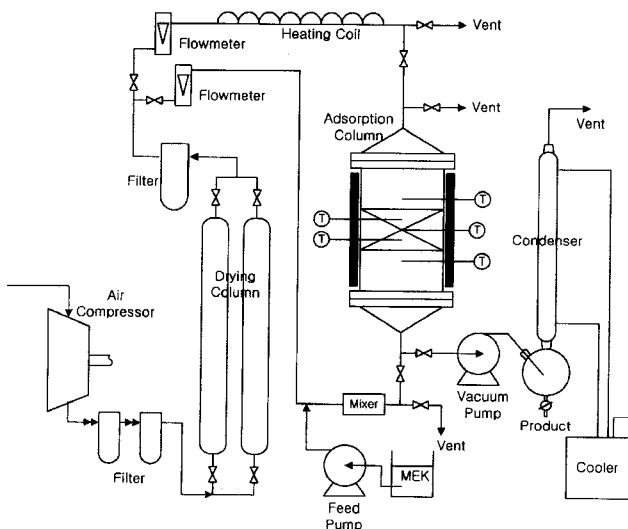 Flowmeter
Heating Coil
Vent
Flowmeter
Vent
Adsorption
Column
Vent
Filter
T
T
T
T
T
Condenser
Drying
Column
Air
Compressor
Mixer
Vacuum
Pump
Product
Vent
Filter
MEK
Cooler
Feed
Pump